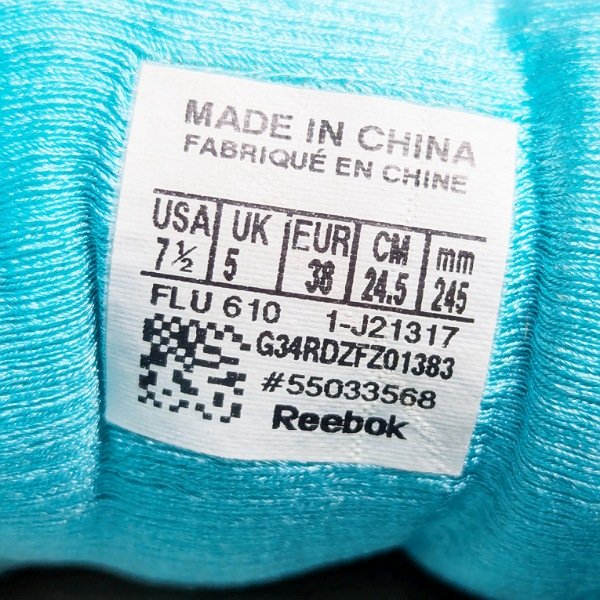 MADE IN CHINA
FABRIQUÉ EN CHINE
USA UK EUR CM mm
7½ 5 38 24.5 245
FLU 610 1-J21317
G34RDZFZ01383
#55033568
Reebok